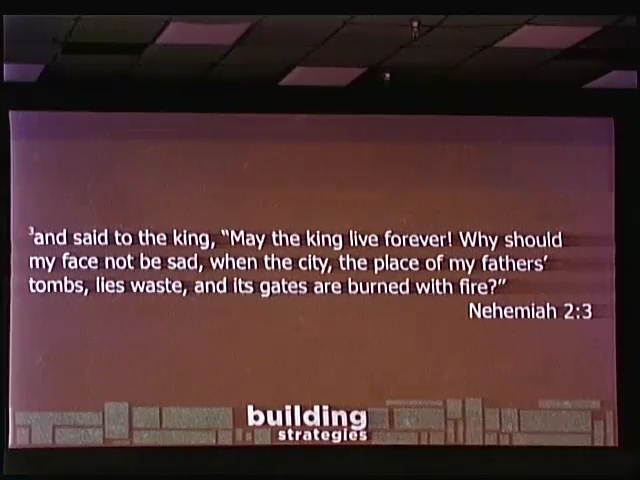 ³and said to the king, “May the king live forever! Why should
my face not be sad, when the city, the place of my fathers’
tombs, lies waste, and its gates are burned with fire?”
Nehemiah 2:3
building
strategies